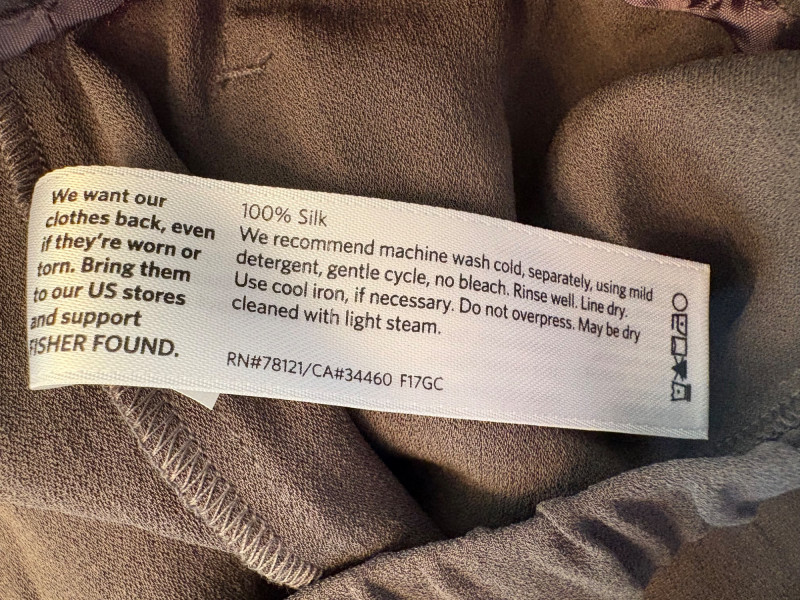 We want our
clothes back, even
if they're worn or
torn. Bring them
to our US stores
and support
FISHER FOUND.
100% Silk
We recommend machine wash cold, separately, using mild
detergent, gentle cycle, no bleach. Rinse well. Line dry.
Use cool iron, if necessary. Do not overpress. May be dry
cleaned with light steam.
RN#78121/CA#34460 F17GC